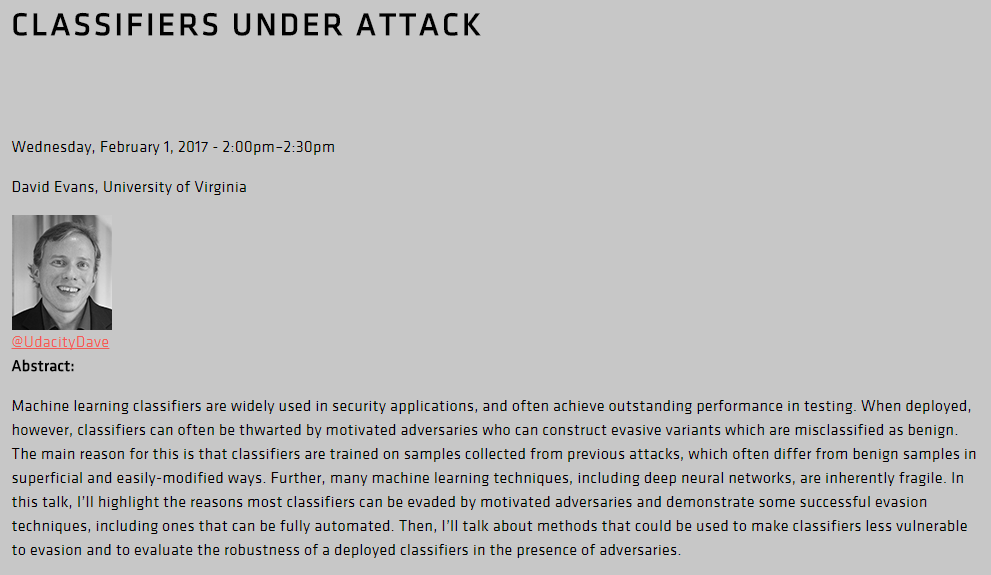 CLASSIFIERS UNDER ATTACK
Wednesday, February 1, 2017 - 2:00pm–2:30pm
David Evans, University of Virginia
@UdacityDave
Abstract:
Machine learning classifiers are widely used in security applications, and often achieve outstanding performance in testing. When deployed,
however, classifiers can often be thwarted by motivated adversaries who can construct evasive variants which are misclassified as benign.
The main reason for this is that classifiers are trained on samples collected from previous attacks, which often differ from benign samples in
superficial and easily-modified ways. Further, many machine learning techniques, including deep neural networks, are inherently fragile. In
this talk, I'll highlight the reasons most classifiers can be evaded by motivated adversaries and demonstrate some successful evasion
techniques, including ones that can be fully automated. Then, I'll talk about methods that could be used to make classifiers less vulnerable
to evasion and to evaluate the robustness of a deployed classifiers in the presence of adversaries.